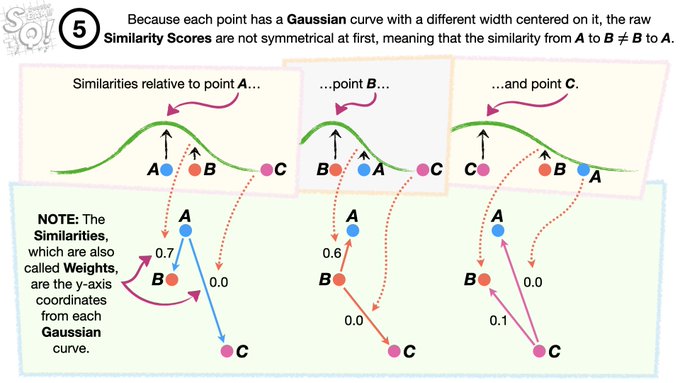 SQ!
5
Because each point has a Gaussian curve with a different width centered on it, the raw
Similarity Scores are not symmetrical at first, meaning that the similarity from A to B ≠ B to A.
Similarities relative to point A…
…point B…
…and point C.
A B C
B A C
C B A
NOTE: The
Similarities,
which are also
called Weights,
are the y-axis
coordinates
from each
Gaussian
curve.
A
0.7
B
0.0
C
A
0.6
B
0.0
C
A
B
0.0
0.1
C